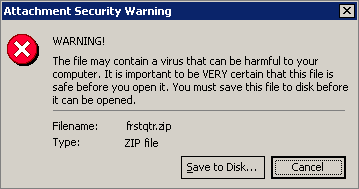 Attachment Security Warning
WARNING!
The file may contain a virus that can be harmful to your
computer. It is important to be VERY certain that this file is
safe before you open it. You must save this file to disk before
it can be opened.
Filename: frstqtr.zip
Type: ZIP file
Save to Disk... Cancel